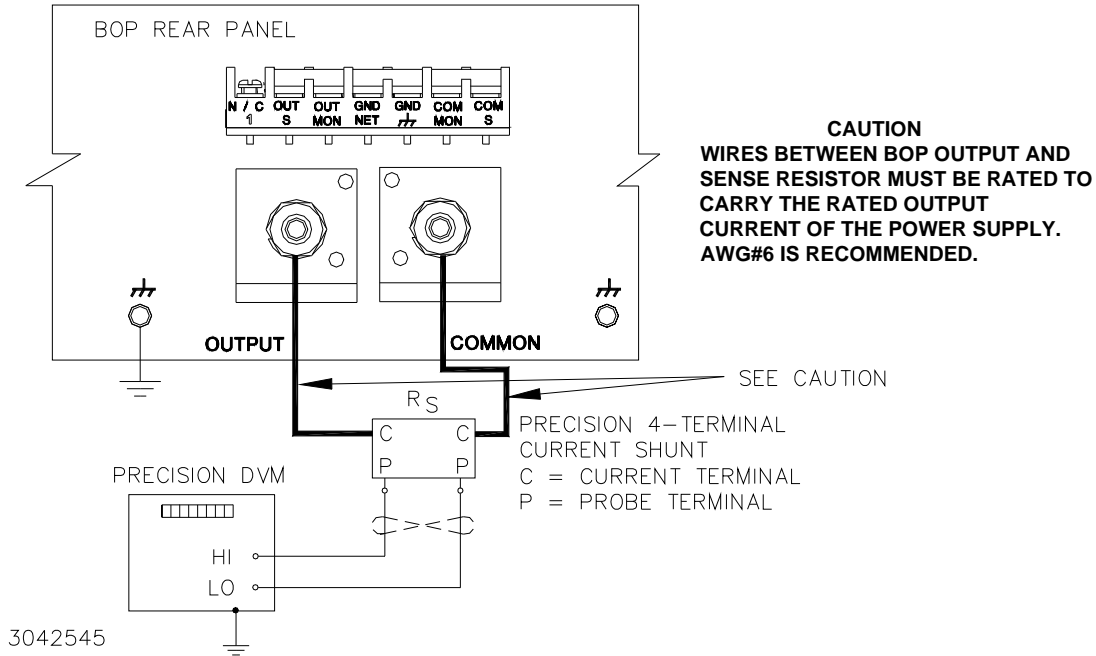 BOP REAR PANEL
N / C OUT OUT GND GND COM COM
1 S MON NET MON S
CAUTION
WIRES BETWEEN BOP OUTPUT AND
SENSE RESISTOR MUST BE RATED TO
CARRY THE RATED OUTPUT
CURRENT OF THE POWER SUPPLY.
AWG#6 IS RECOMMENDED.
OUTPUT
COMMON
SEE CAUTION
RS
C C
P P
PRECISION 4-TERMINAL
CURRENT SHUNT
C = CURRENT TERMINAL
P = PROBE TERMINAL
PRECISION DVM
HI
LO
3042545